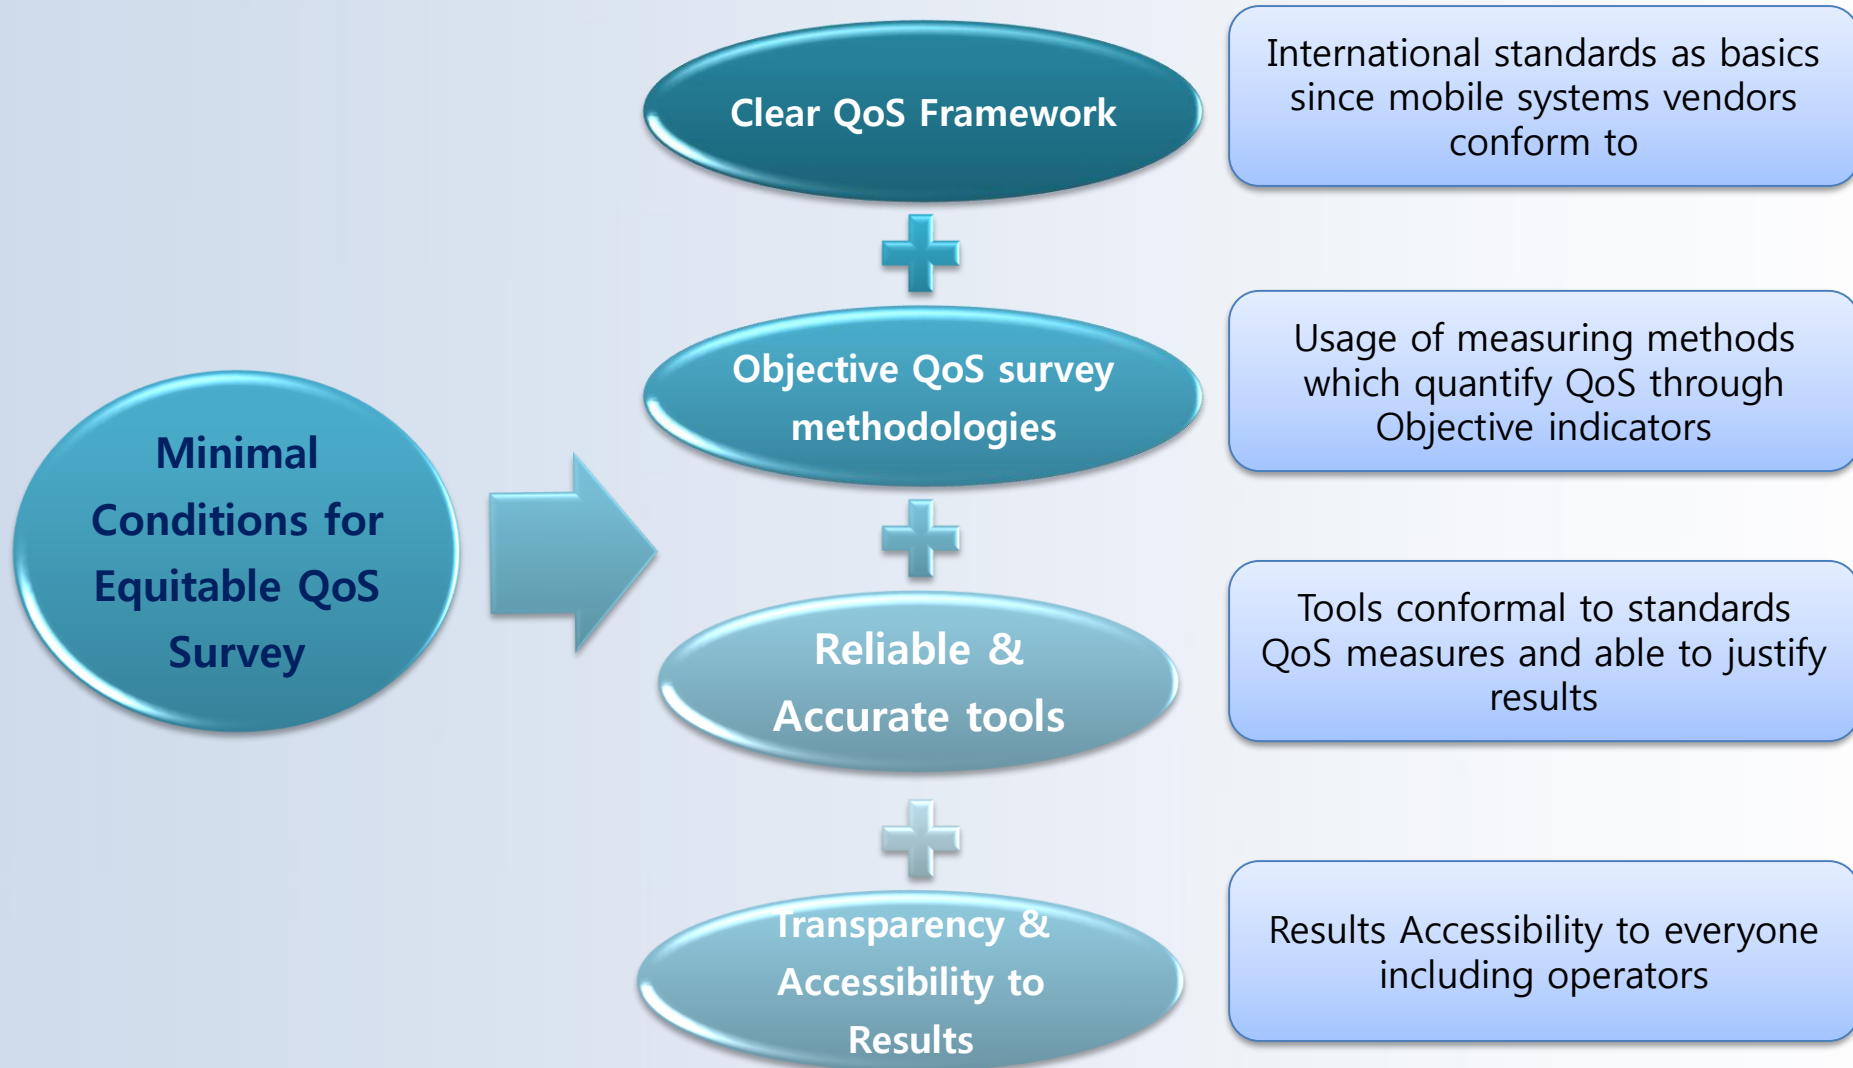 Clear QoS Framework
International standards as basics
since mobile systems vendors
conform to
Objective QoS survey
methodologies
Usage of measuring methods
which quantify QoS through
Objective indicators
Minimal
Conditions for
Equitable QoS
Survey
Reliable &
Accurate tools
Tools conformal to standards
QoS measures and able to justify
results
Transparency &
Accessibility to
Results
Results Accessibility to everyone
including operators